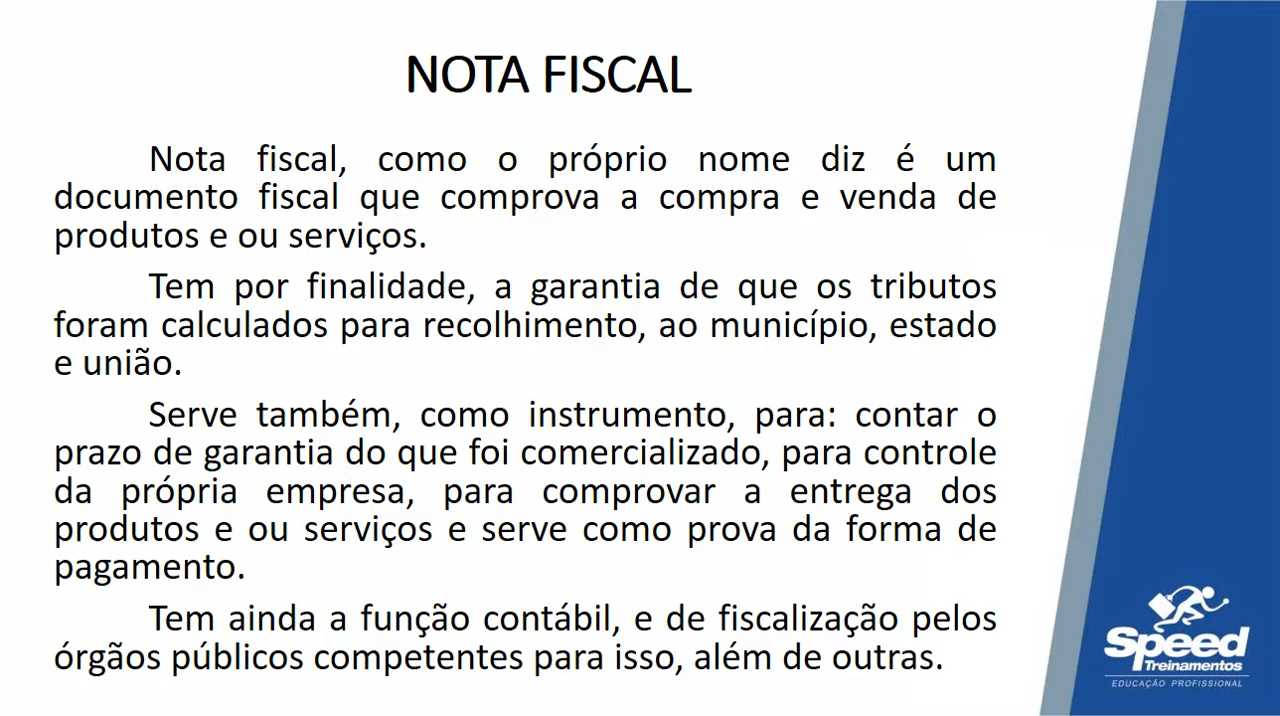 NOTA FISCAL
Nota fiscal, como o próprio nome diz é um
documento fiscal que comprova a compra e venda de
produtos e ou serviços.
Tem por finalidade, a garantia de que os tributos
foram calculados para recolhimento, ao município, estado
e união.
Serve também, como instrumento, para: contar o
prazo de garantia do que foi comercializado, para controle
da própria empresa, para comprovar a entrega dos
produtos e ou serviços e serve como prova da forma de
pagamento.
Tem ainda a função contábil, e de fiscalização pelos
órgãos públicos competentes para isso, além de outras.
Speed
Treinamentos
EDUCAÇÃO PROFISSIONAL